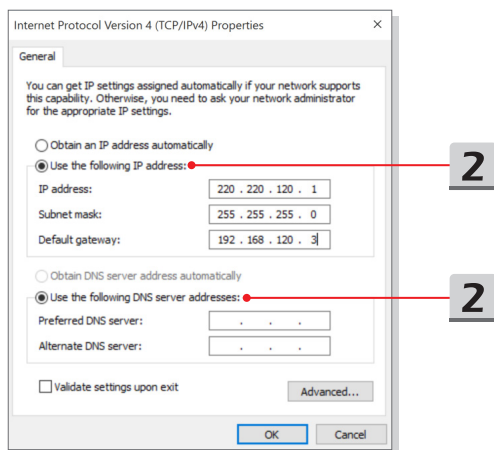 Internet Protocol Version 4 (TCP/IPv4) Properties
General
You can get IP settings assigned automatically if your network supports
this capability. Otherwise, you need to ask your network administrator
for the appropriate IP settings.
Obtain an IP address automatically
Use the following IP address:
2
IP address: 220 . 220 . 120 . 1
Subnet mask: 255 . 255 . 255 . 0
Default gateway: 192 . 168 . 120 . 3
Obtain DNS server address automatically
Use the following DNS server addresses:
2
Preferred DNS server: . . .
Alternate DNS server: . . .
Validate settings upon exit
Advanced...
OK Cancel